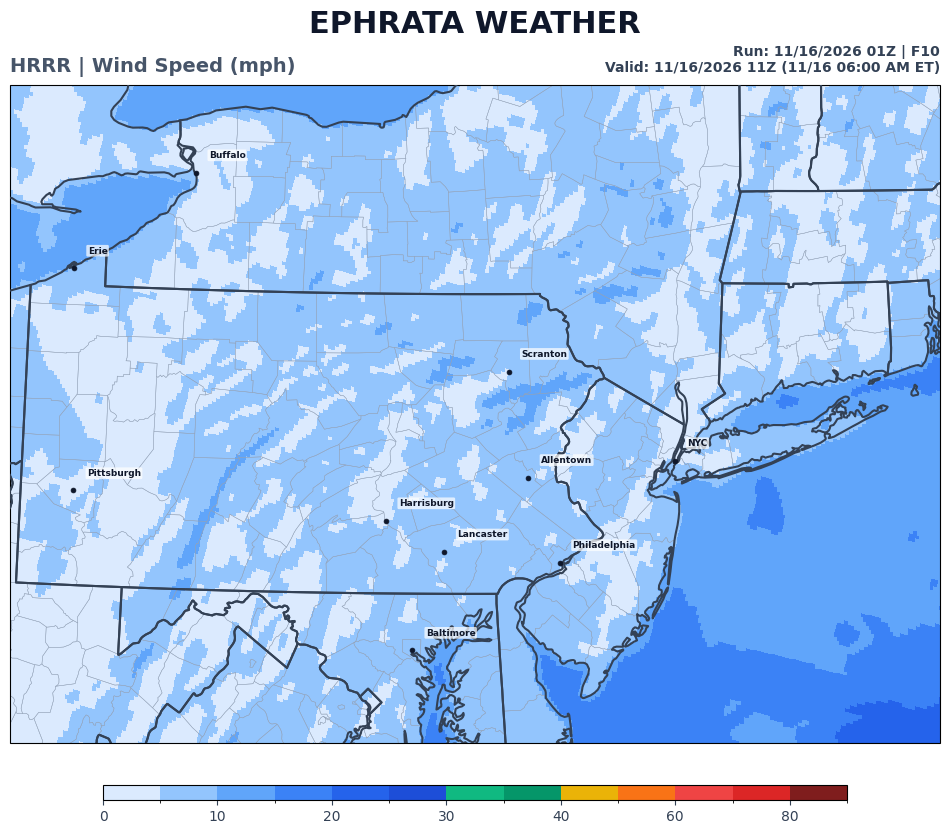 EPHRATA WEATHER
HRRR | Wind Speed (mph)
Run: 11/16/2026 01Z | F10
Valid: 11/16/2026 11Z (11/16 06:00 AM ET)
Buffalo
Erie
Scranton
NYC
Allentown
Pittsburgh
Harrisburg
Lancaster
Philadelphia
Baltimore
0 10 20 30 40 60 80